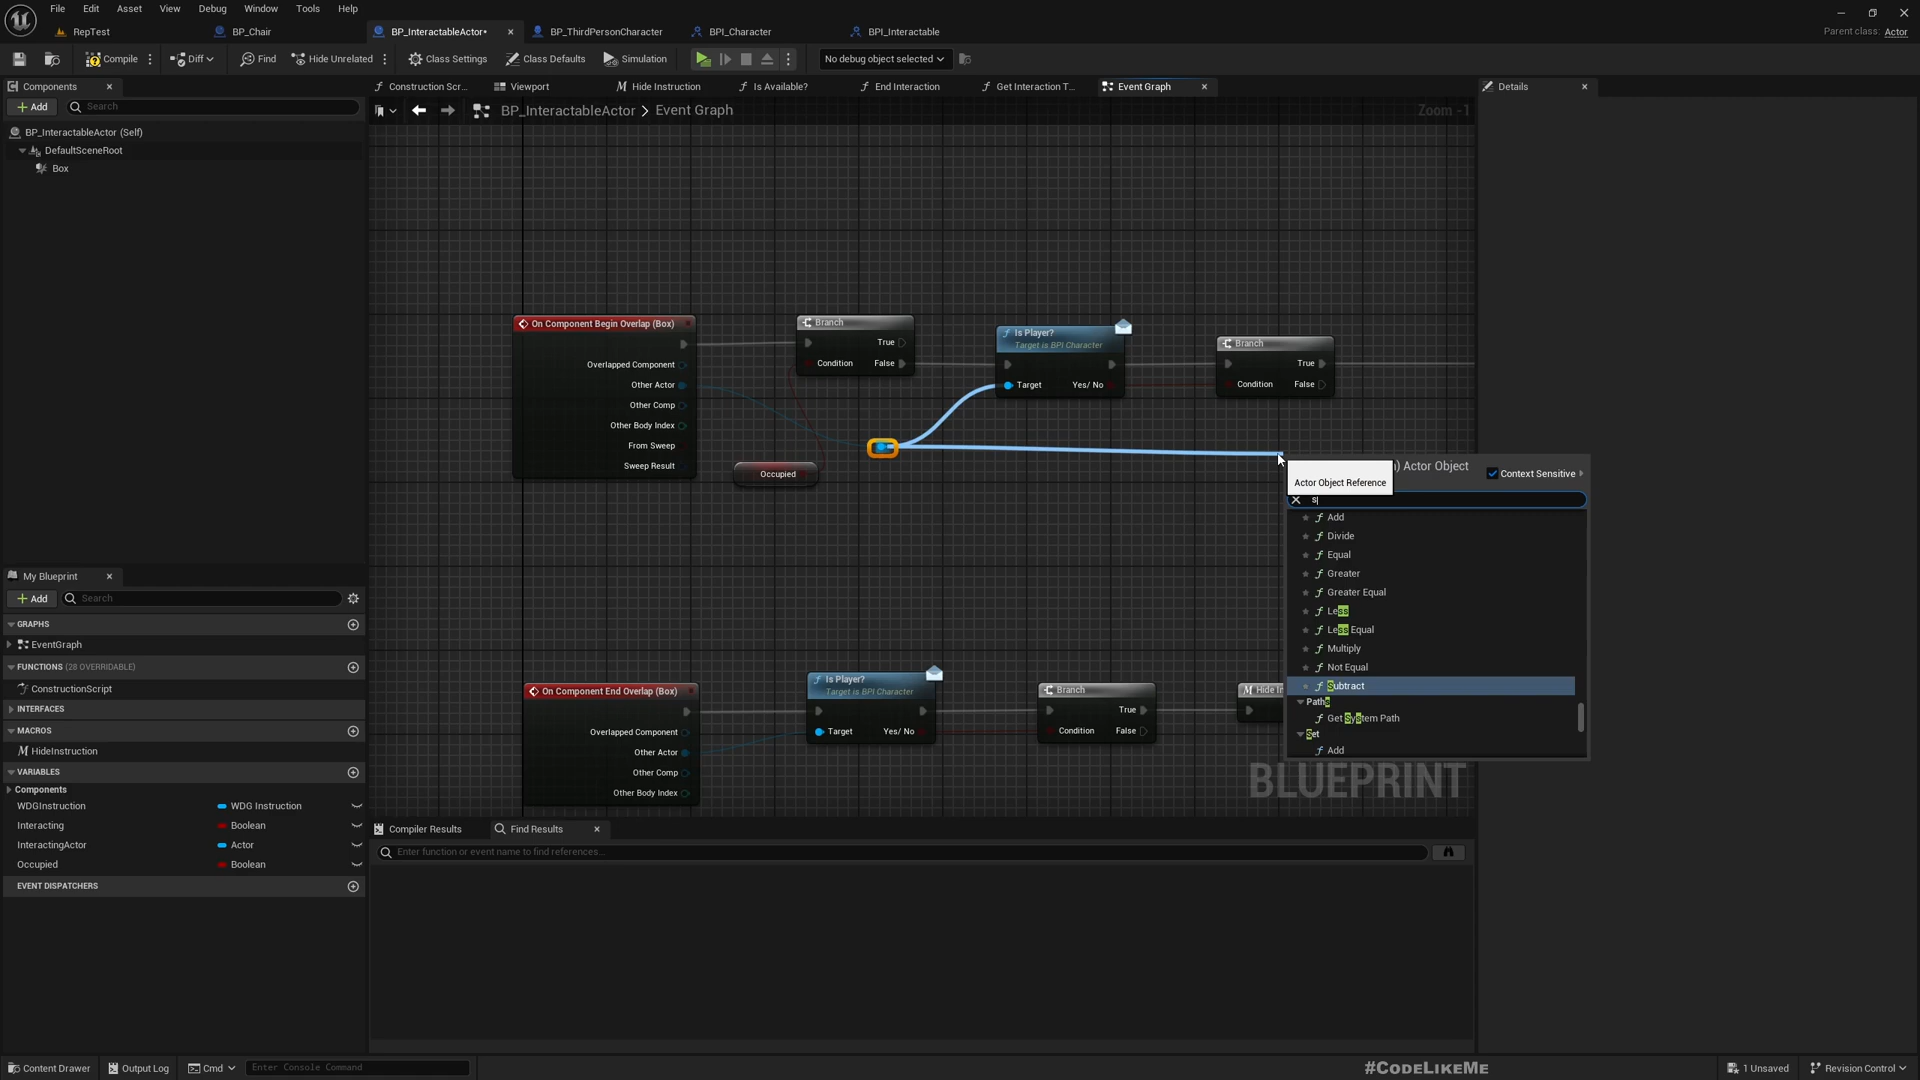 File Edit Asset View Debug Window Tools Help
RepTest BP_Chair BP_InteractableActor• BP_ThirdPersonCharacter BPI_Character BPI_Interactable
Parent class: Actor
Compile Diff Find Hide Unrelated Class Settings Class Defaults Simulation No debug object selected
Components
Add Search
BP_InteractableActor (Self)
DefaultSceneRoot
Box
Construction Scr... Viewport Hide Instruction Is Available? End Interaction Get Interaction T... Event Graph Details
BP_InteractableActor > Event Graph
Zoom -1
On Component Begin Overlap (Box)
Overlapped Component
Other Actor
Other Comp
Other Body Index
From Sweep
Sweep Result
Branch
True
Condition False
Occupied
Is Player?
Target is BPI Character
Target Yes/ No
Branch
True
Condition False
) Actor Object
Context Sensitive
Actor Object Reference
s
Add
Divide
Equal
Greater
Greater Equal
Less
Less Equal
Multiply
Not Equal
Subtract
Paths
Get System Path
Set
Add
On Component End Overlap (Box)
Overlapped Component
Other Actor
Other Comp
Other Body Index
Is Player?
Target is BPI Character
Target Yes/ No
Branch
True
Condition False
Hide In
BLUEPRINT
My Blueprint
Add Search
GRAPHS
EventGraph
FUNCTIONS (28 OVERRIDABLE)
ConstructionScript
INTERFACES
MACROS
HideInstruction
VARIABLES
Components
WDGInstruction WDG Instruction
Interacting Boolean
InteractingActor Actor
Occupied Boolean
EVENT DISPATCHERS
Compiler Results Find Results
Enter function or event name to find references...
Content Drawer Output Log Cmd Enter Console Command
#CodeLikeMe
1 Unsaved Revision Control